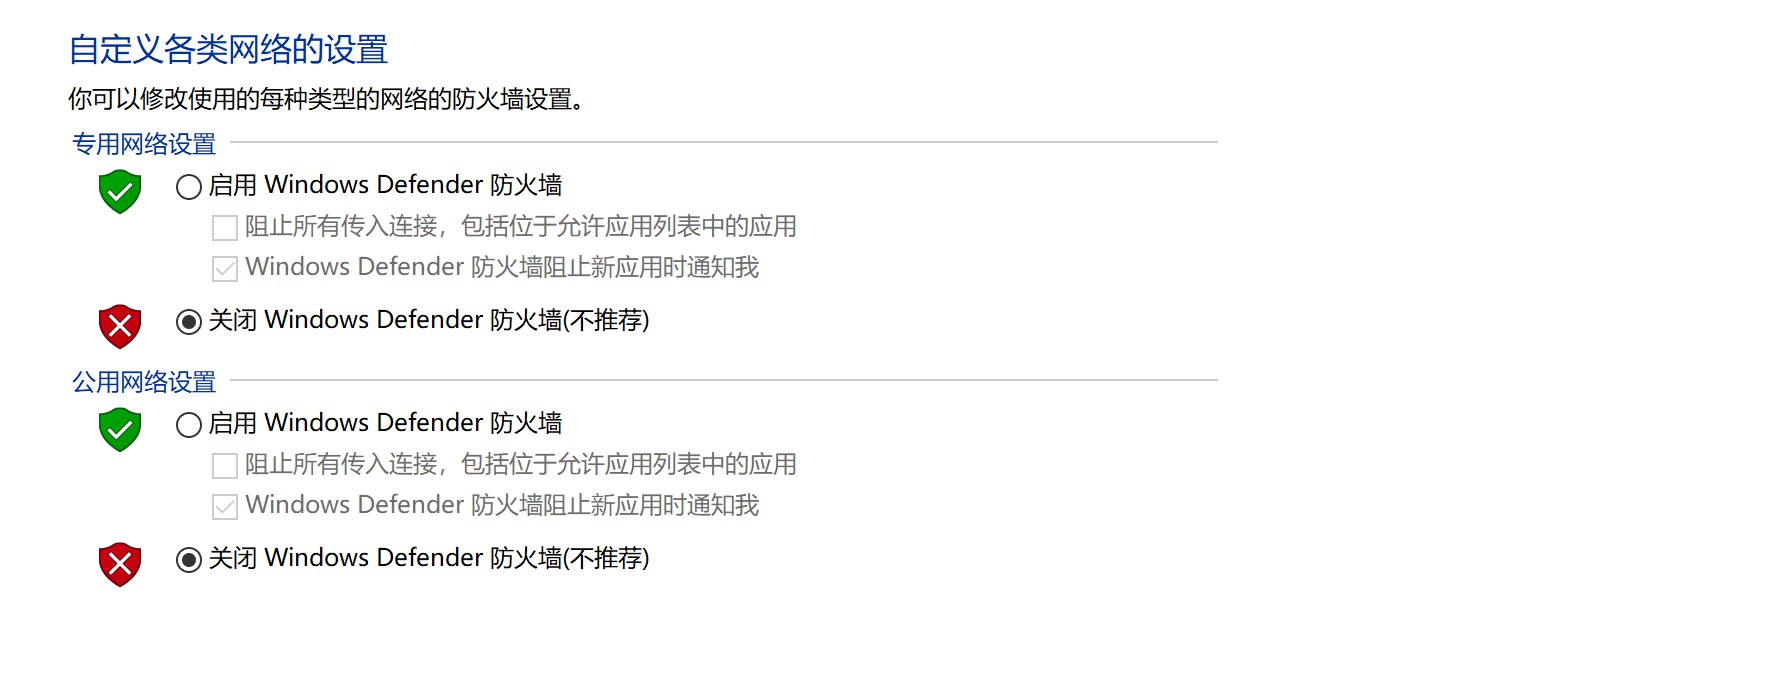 自定义各类网络的设置
你可以修改使用的每种类型的网络的防火墙设置。
专用网络设置
启用 Windows Defender 防火墙
阻止所有传入连接，包括位于允许应用列表中的应用
Windows Defender 防火墙阻止新应用时通知我
关闭 Windows Defender 防火墙(不推荐)
公用网络设置
启用 Windows Defender 防火墙
阻止所有传入连接，包括位于允许应用列表中的应用
Windows Defender 防火墙阻止新应用时通知我
关闭 Windows Defender 防火墙(不推荐)